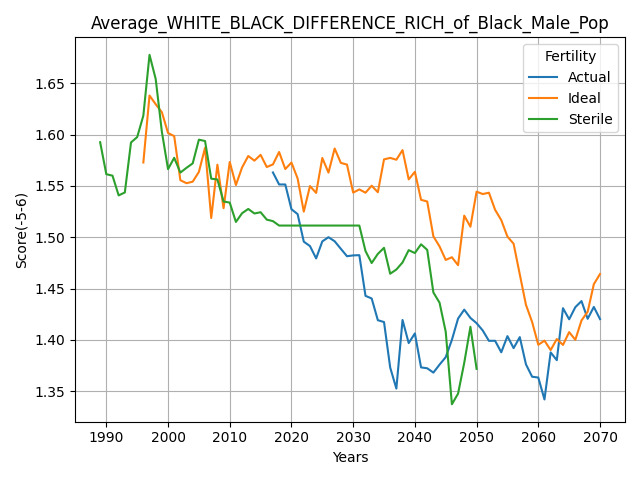 Average_WHITE_BLACK_DIFFERENCE_RICH_of_Black_Male_Pop
Fertility
Actual
Ideal
Sterile
Score(-5-6)
1.65
1.60
1.55
1.50
1.45
1.40
1.35
1990 2000 2010 2020 2030 2040 2050 2060 2070
Years